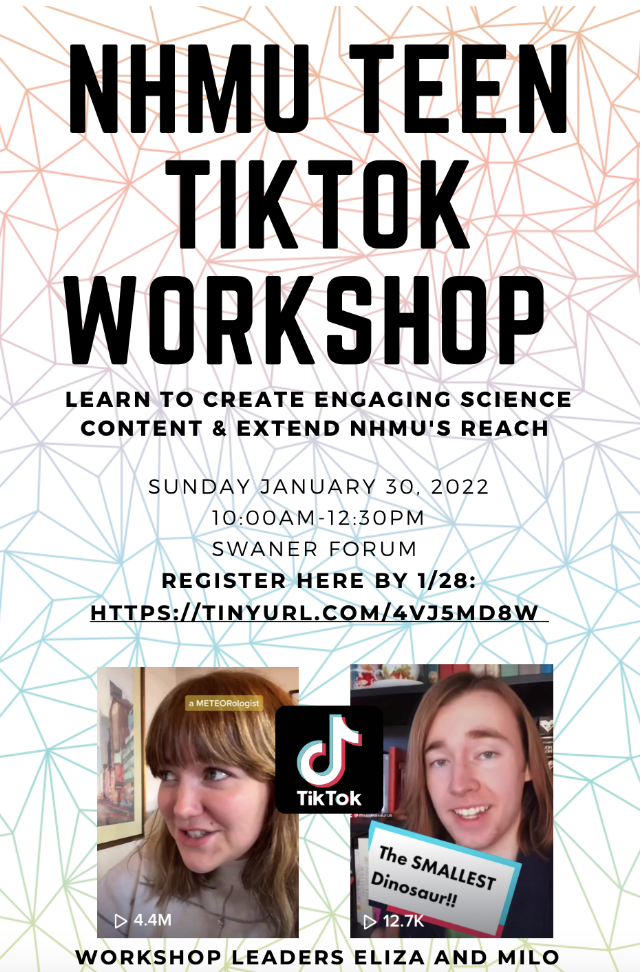 NHMU TEEN
TIKTOK
WORKSHOP
LEARN TO CREATE ENGAGING SCIENCE
CONTENT & EXTEND NHMU'S REACH
SUNDAY JANUARY 30, 2022
10:00AM-12:30PM
SWANER FORUM
REGISTER HERE BY 1/28:
HTTPS://TINYURL.COM/4VJ5MD8W
a METEORologist
TikTok
The SMALLEST
Dinosaur!!
4.4M
12.7K
WORKSHOP LEADERS ELIZA AND MILO